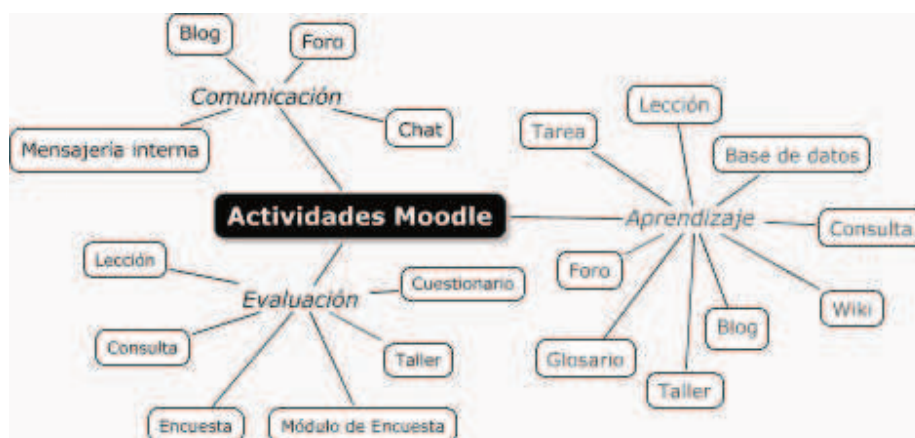 Blog
Foro
Comunicación
Mensajería interna
Chat
Lección
Tarea
Base de datos
Actividades Moodle
Aprendizaje
Consulta
Foro
Wiki
Blog
Glosario
Taller
Lección
Cuestionario
Evaluación
Consulta
Taller
Encuesta
Módulo de Encuesta